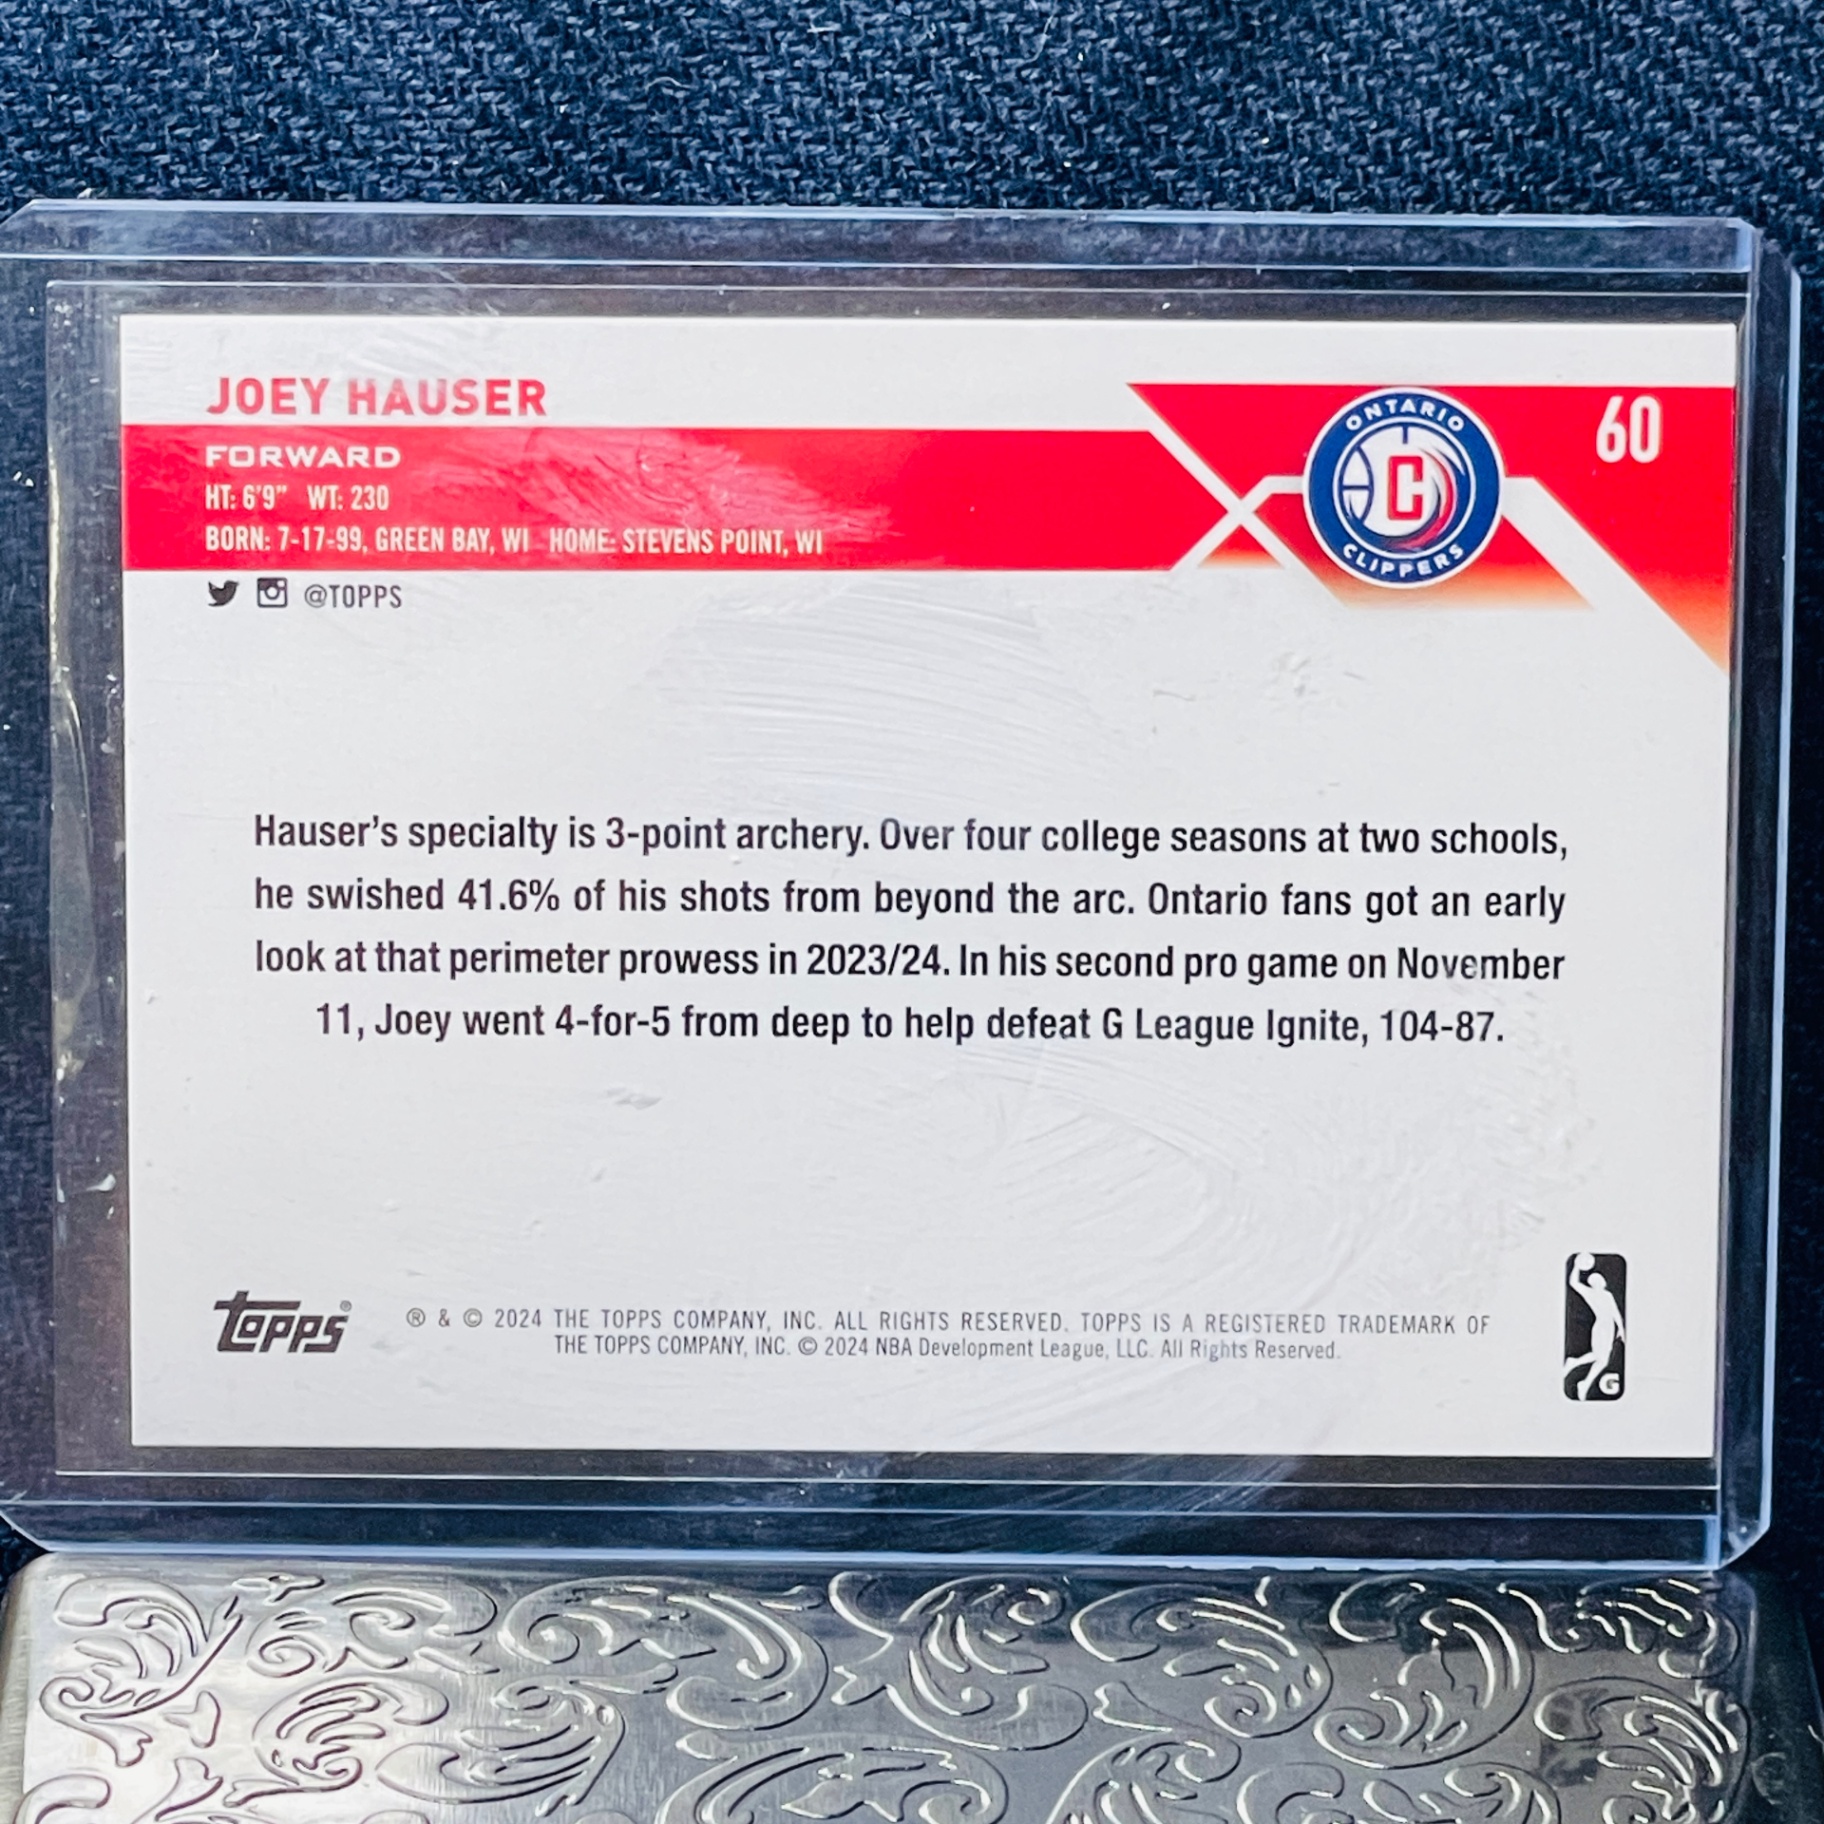 JOEY HAUSER
FORWARD
HT: 6'9" WT: 230
BORN: 7-17-99, GREEN BAY, WI HOME: STEVENS POINT, WI
@TOPPS
ONTARIO
C
CLIPPERS
60
Hauser's specialty is 3-point archery. Over four college seasons at two schools,
he swished 41.6% of his shots from beyond the arc. Ontario fans got an early
look at that perimeter prowess in 2023/24. In his second pro game on November
11, Joey went 4-for-5 from deep to help defeat G League Ignite, 104-87.
topps®
® & © 2024 THE TOPPS COMPANY, INC. ALL RIGHTS RESERVED. TOPPS IS A REGISTERED TRADEMARK OF
THE TOPPS COMPANY, INC. © 2024 NBA Development League, LLC. All Rights Reserved.
G